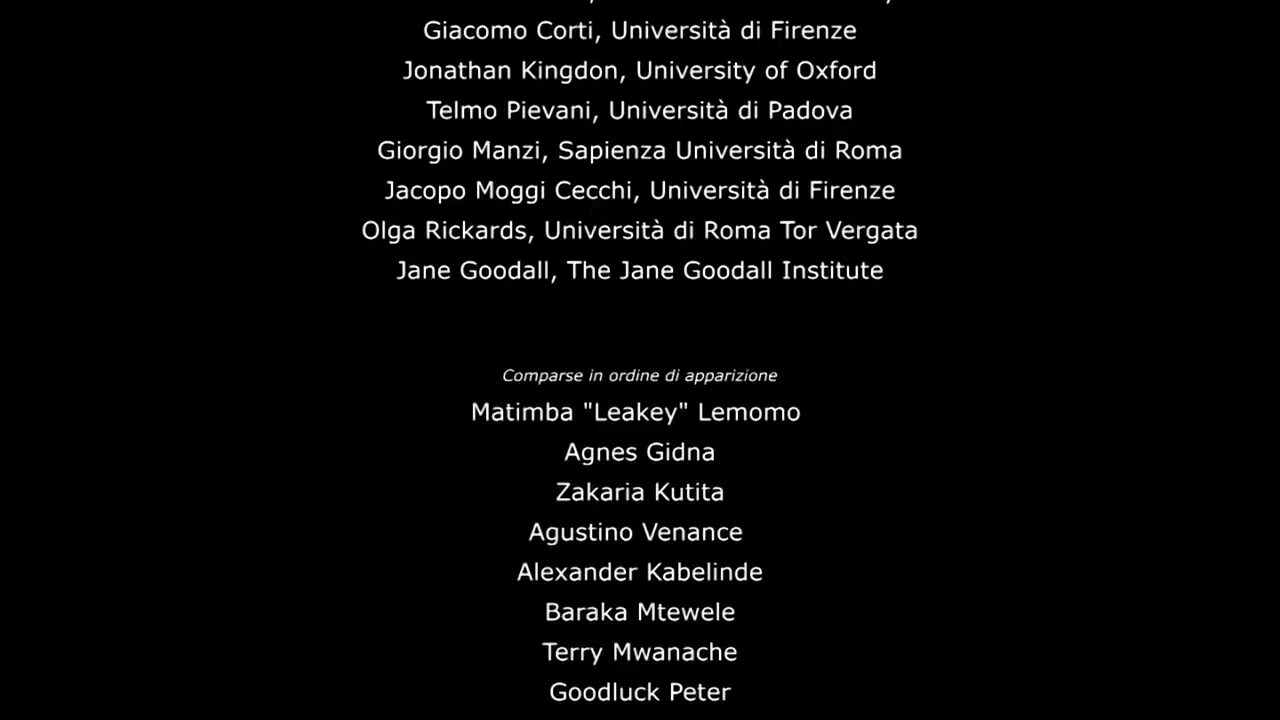 Giacomo Corti, Università di Firenze
Jonathan Kingdon, University of Oxford
Telmo Pievani, Università di Padova
Giorgio Manzi, Sapienza Università di Roma
Jacopo Moggi Cecchi, Università di Firenze
Olga Rickards, Università di Roma Tor Vergata
Jane Goodall, The Jane Goodall Institute
Comparse in ordine di apparizione
Matimba "Leakey" Lemomo
Agnes Gidna
Zakaria Kutita
Agustino Venance
Alexander Kabelinde
Baraka Mtewele
Terry Mwanache
Goodluck Peter